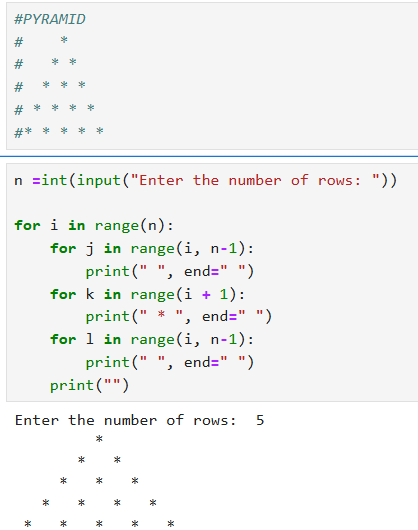 #PYRAMID
#    *
#   * *
#  * * *
# * * * *
#* * * * *
n =int(input("Enter the number of rows: "))
for i in range(n):
    for j in range(i, n-1):
        print(" ", end=" ")
    for k in range(i + 1):
        print(" * ", end=" ")
    for l in range(i, n-1):
        print(" ", end=" ")
    print("")
Enter the number of rows:  5
         *  
       *   *  
     *   *   *  
   *   *   *   *  
 *   *   *   *   *